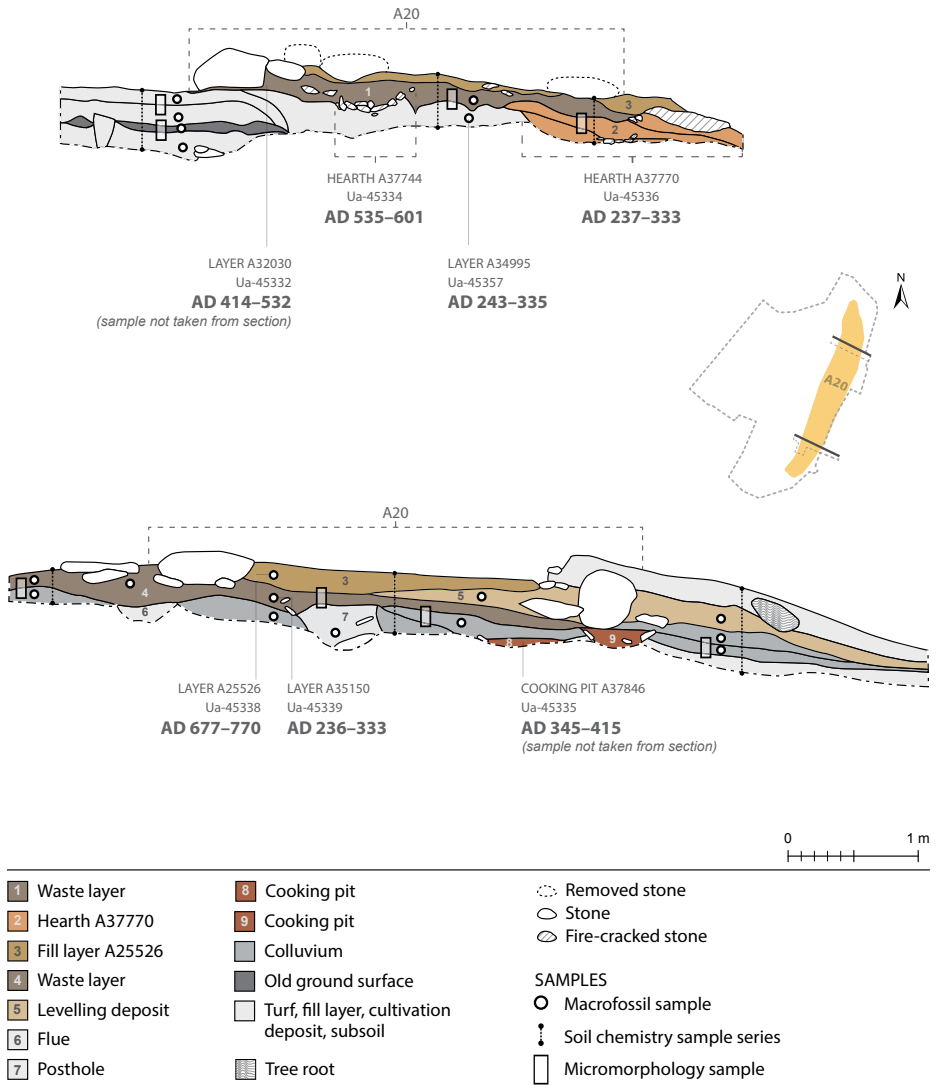 A20
1
3
2
HEARTH A37744
Ua-45334
AD 535–601
HEARTH A37770
Ua-45336
AD 237–333
LAYER A32030
Ua-45332
AD 414–532
(sample not taken from section)
LAYER A34995
Ua-45357
AD 243–335
N
A20
A20
3
4
5
6
7
8
9
LAYER A25526
Ua-45338
AD 677–770
LAYER A35150
Ua-45339
AD 236–333
COOKING PIT A37846
Ua-45335
AD 345–415
(sample not taken from section)
0 1 m
1 Waste layer
2 Hearth A37770
3 Fill layer A25526
4 Waste layer
5 Levelling deposit
6 Flue
7 Posthole
8 Cooking pit
9 Cooking pit
Colluvium
Old ground surface
Turf, fill layer, cultivation
deposit, subsoil
Tree root
Removed stone
Stone
Fire-cracked stone
SAMPLES
Macrofossil sample
Soil chemistry sample series
Micromorphology sample